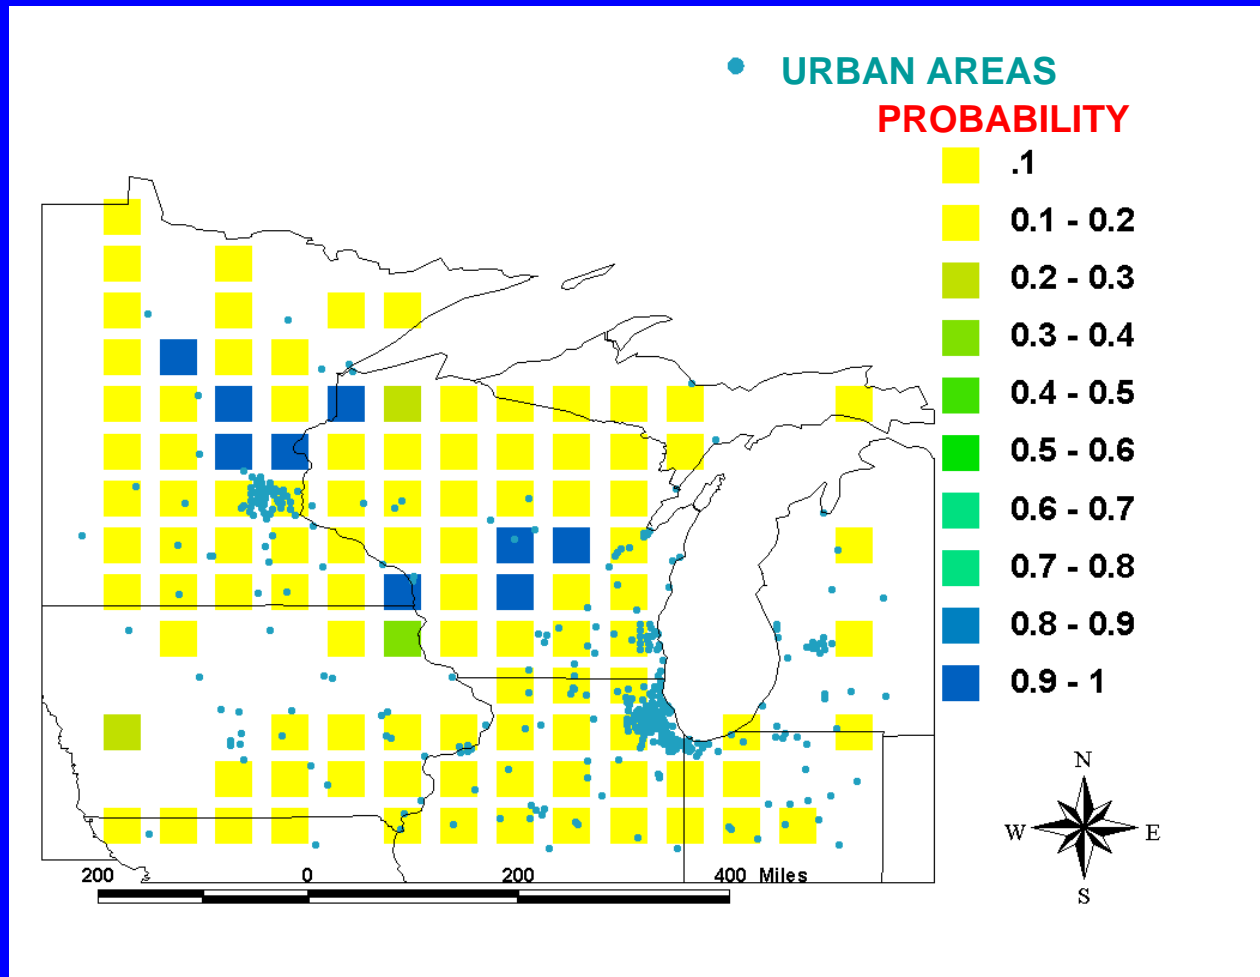 URBAN AREAS
PROBABILITY
.1
0.1 - 0.2
0.2 - 0.3
0.3 - 0.4
0.4 - 0.5
0.5 - 0.6
0.6 - 0.7
0.7 - 0.8
0.8 - 0.9
0.9 - 1
N
W E
S
200 0 200 400 Miles